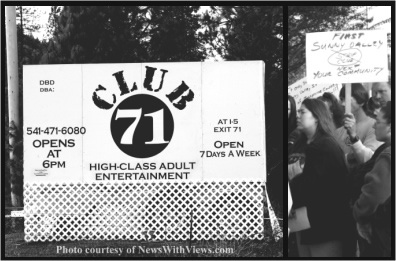 DBD
DBA:
CLUB
71
541-471-6080
OPENS
AT
6PM
AT I-5
EXIT 71
OPEN
7 DAYS A WEEK
HIGH-CLASS ADULT
ENTERTAINMENT
Photo courtesy of NewsWithViews.com
FIRST
SUNNY VALLEY
YOUR COMMUNITY